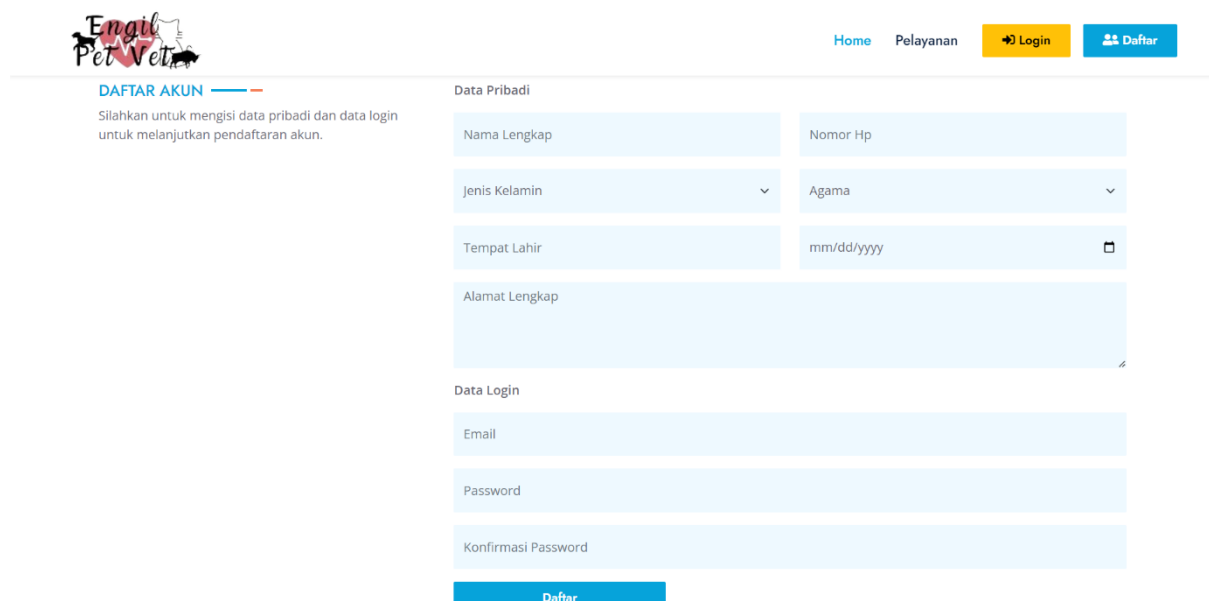 Engil
Pet Vet
Home Pelayanan Login Daftar
DAFTAR AKUN
Silahkan untuk mengisi data pribadi dan data login
untuk melanjutkan pendaftaran akun.
Data Pribadi
Nama Lengkap Nomor Hp
Jenis Kelamin Agama
Tempat Lahir mm/dd/yyyy
Alamat Lengkap
Data Login
Email
Password
Konfirmasi Password
Daftar